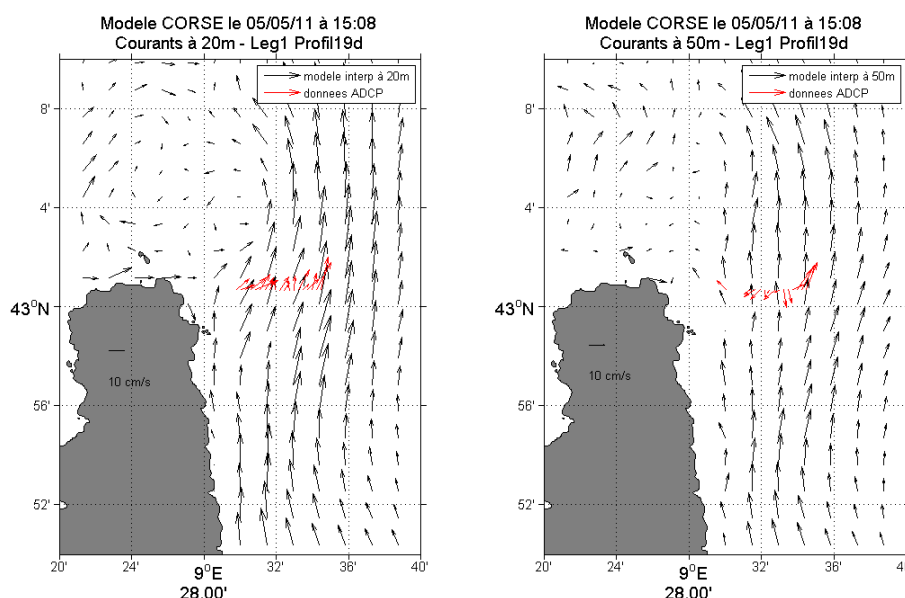 Modele CORSE le 05/05/11 à 15:08
Courants à 20m - Leg1 Profil19d
modele interp à 20m
donnees ADCP
8'
4'
43°N
56'
52'
10 cm/s
20'
24'
9°E
28.00'
32'
36'
40'
Modele CORSE le 05/05/11 à 15:08
Courants à 50m - Leg1 Profil19d
modele interp à 50m
donnees ADCP
8'
4'
43°N
56'
52'
10 cm/s
20'
24'
9°E
28.00'
32'
36'
40